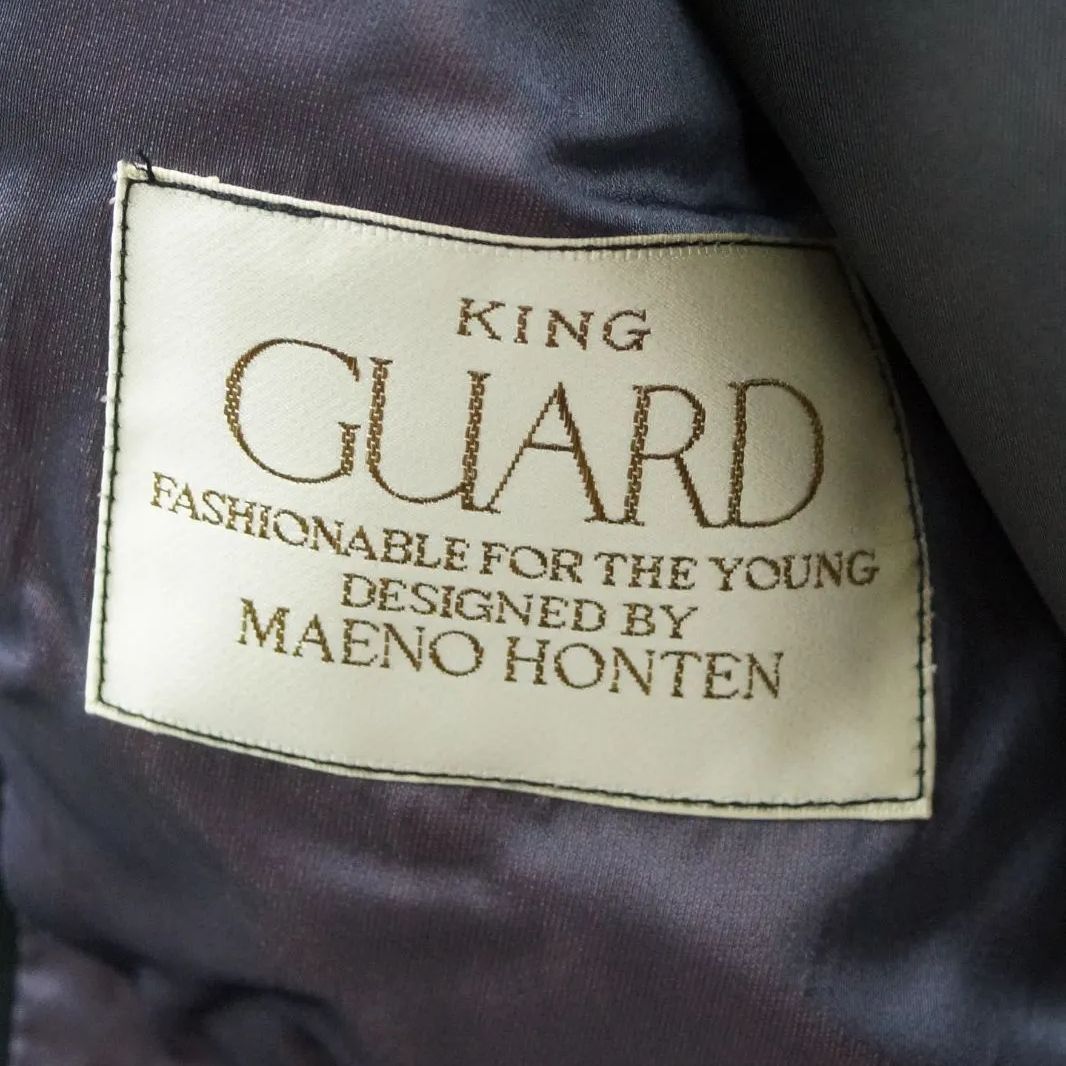 KING
GUARD
FASHIONABLE FOR THE YOUNG
DESIGNED BY
MAENO HONTEN